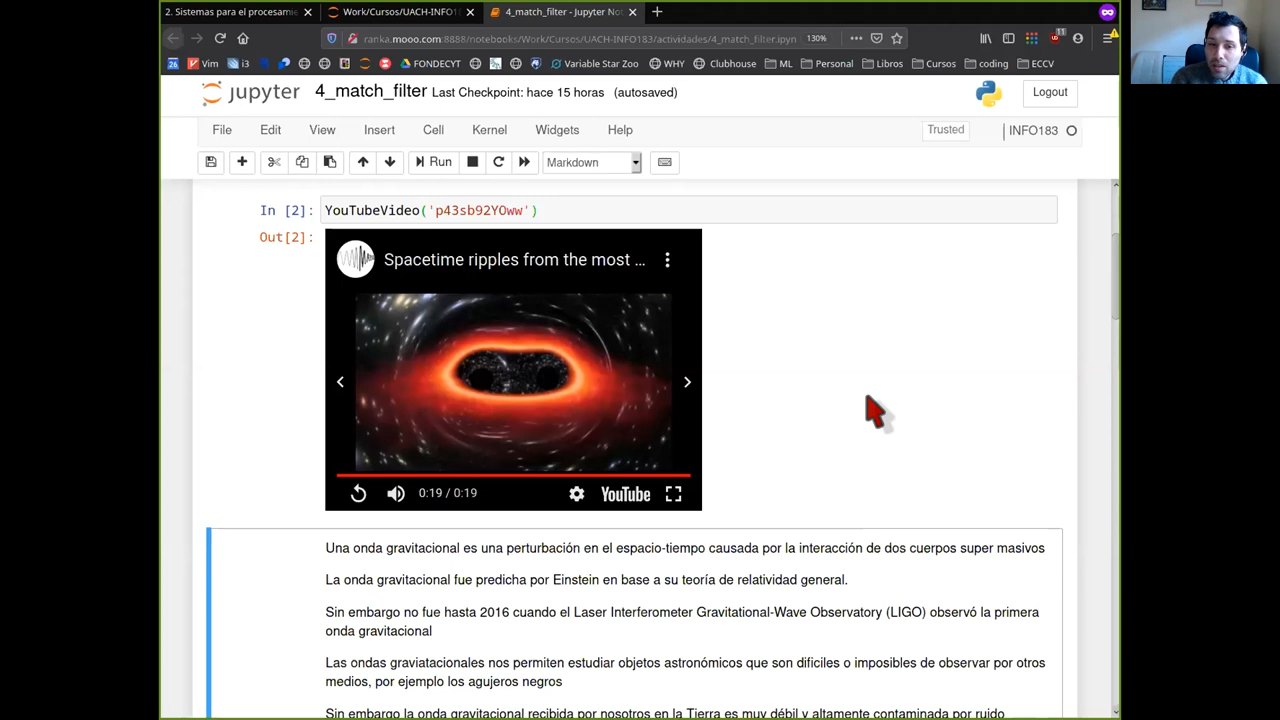 2. Sistemas para el procesamie
Work/Cursos/UACH-INFO1
4_match_filter - Jupyter Not
ranka.mooo.com:8888/notebooks/Work/Cursos/UACH-INFO183/actividades/4_match_filter.ipyn
130%
11
26 Vim i3 FONDECYT Variable Star Zoo WHY Clubhouse ML Personal Libros Cursos coding ECCV
jupyter 4_match_filter Last Checkpoint: hace 15 horas (autosaved)
Logout
File Edit View Insert Cell Kernel Widgets Help
Trusted
INFO183
Run
Markdown
In [2]: YouTubeVideo('p43sb92YOww')
Out[2]:
Spacetime ripples from the most ...
0:19 / 0:19
YouTube
Una onda gravitacional es una perturbación en el espacio-tiempo causada por la interacción de dos cuerpos super masivos
La onda gravitacional fue predicha por Einstein en base a su teoría de relatividad general.
Sin embargo no fue hasta 2016 cuando el Laser Interferometer Gravitational-Wave Observatory (LIGO) observó la primera
onda gravitacional
Las ondas graviatacionales nos permiten estudiar objetos astronómicos que son dificiles o imposibles de observar por otros
medios, por ejemplo los agujeros negros
Sin embargo la onda gravitacional recibida por nosotros en la Tierra es muy débil y altamente contaminada por ruido